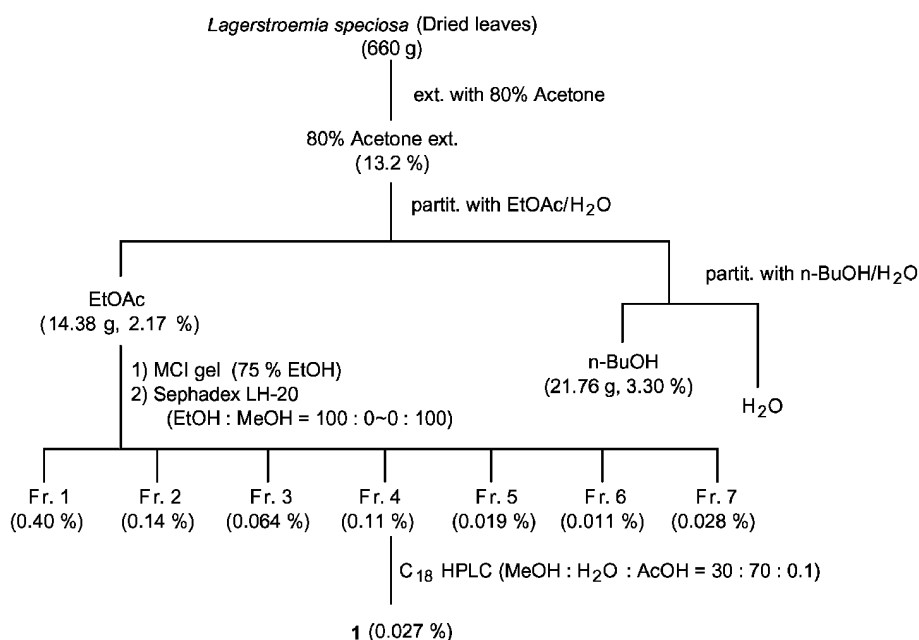 Lagerstroemia speciosa (Dried leaves)
(660 g)
ext. with 80% Acetone
80% Acetone ext.
(13.2 %)
partit. with EtOAc/H₂O
partit. with n-BuOH/H₂O
EtOAc
(14.38 g, 2.17 %)
n-BuOH
(21.76 g, 3.30 %)
H₂O
1) MCI gel (75 % EtOH)
2) Sephadex LH-20
(EtOH : MeOH = 100 : 0~0 : 100)
Fr. 1 Fr. 2 Fr. 3 Fr. 4 Fr. 5 Fr. 6 Fr. 7
(0.40 %) (0.14 %) (0.064 %) (0.11 %) (0.019 %) (0.011 %) (0.028 %)
C₁₈ HPLC (MeOH : H₂O : AcOH = 30 : 70 : 0.1)
1 (0.027 %)